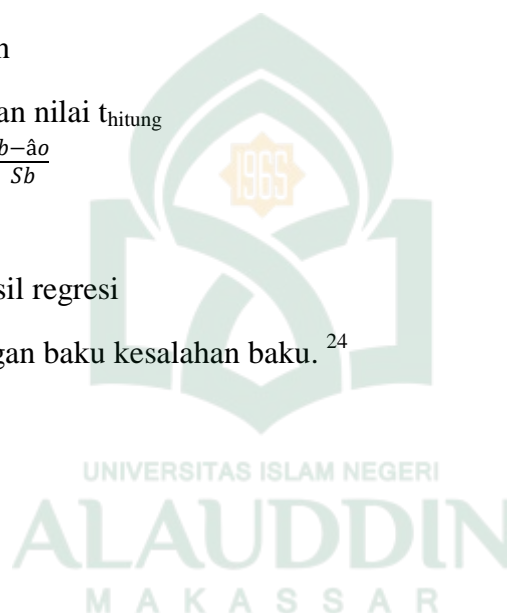 an nilai t_hitung
b−âo
Sb
sil regresi
gan baku kesalahan baku. 24
1965
UNIVERSITAS ISLAM NEGERI
ALAUDDIN
MAKASSAR